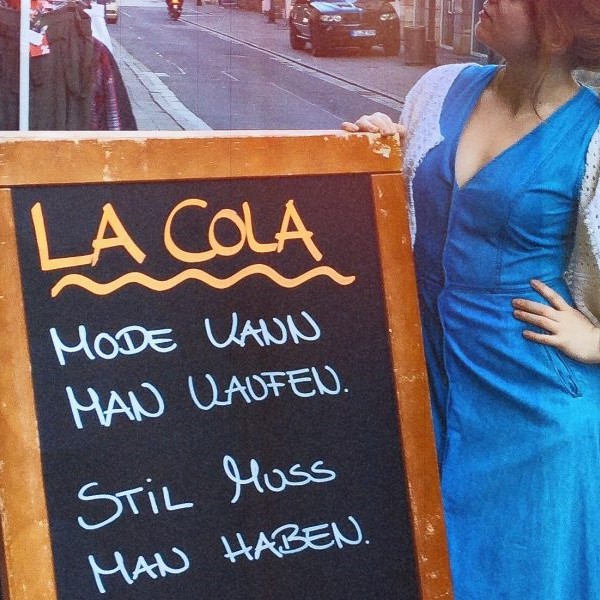 LA COLA
MODE KANN
MAN KAUFEN.
STIL MUSS
MAN HABEN.